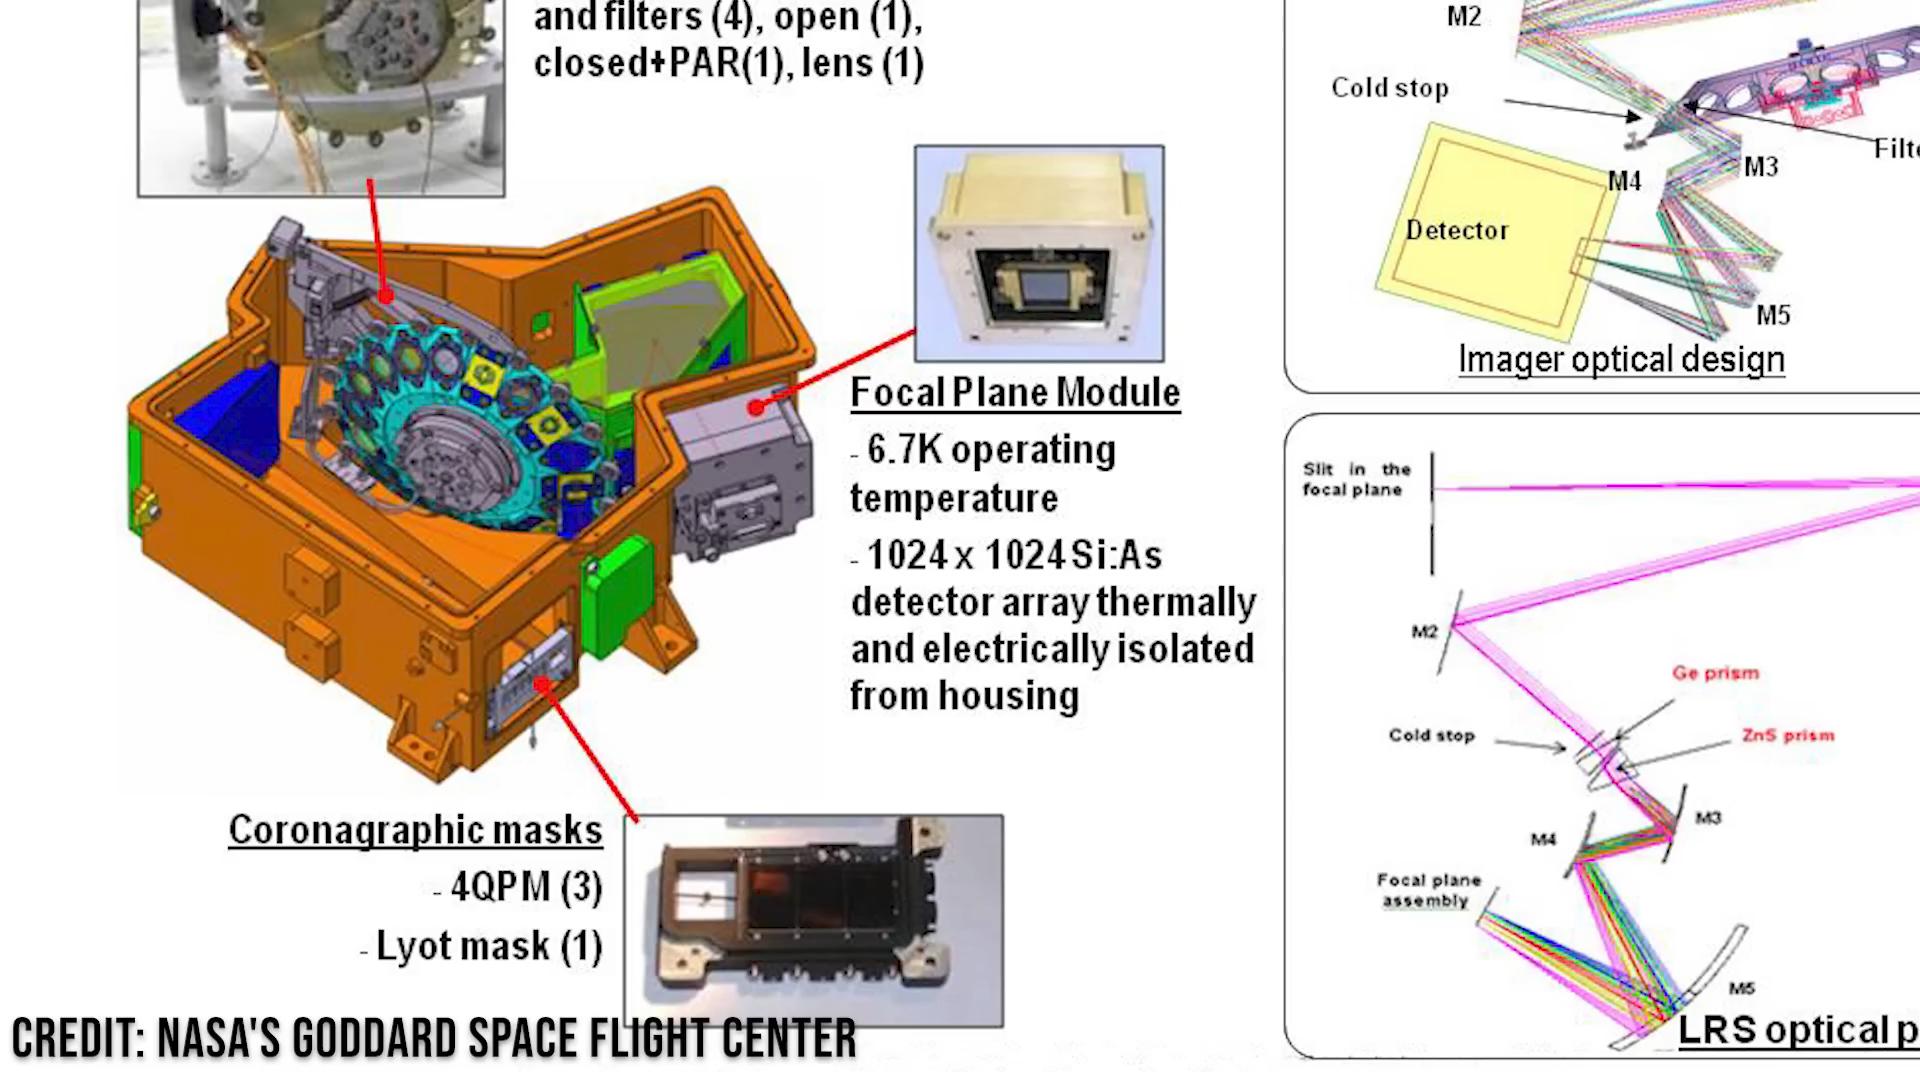 and filters (4), open (1),
closed+PAR(1), lens (1)
Focal Plane Module
- 6.7K operating
temperature
- 1024 x 1024 Si:As
detector array thermally
and electrically isolated
from housing
Coronagraphic masks
- 4QPM (3)
- Lyot mask (1)
CREDIT: NASA'S GODDARD SPACE FLIGHT CENTER
M2
Cold stop
M3
M4
Detector
M5
Imager optical design
Slit in the
focal plane
M2
Ge prism
Cold stop
ZnS prism
M3
M4
Focal plane
assembly
M5
LRS optical p